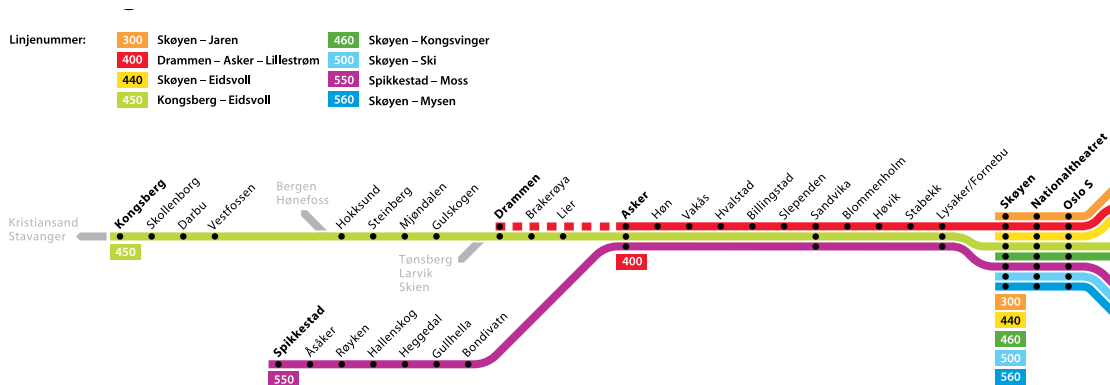 Linjenummer:
300 Skøyen – Jaren
400 Drammen – Asker – Lillestrøm
440 Skøyen – Eidsvoll
450 Kongsberg – Eidsvoll
460 Skøyen – Kongsvinger
500 Skøyen – Ski
550 Spikkestad – Moss
560 Skøyen – Mysen
Kristiansand
Stavanger
Kongsberg
Skollenborg
Darbu
Vestfossen
Bergen
Hønefoss
Hokksund
Steinberg
Mjøndalen
Gulskogen
Drammen
Brakerøya
Lier
Asker
Høn
Vakås
Hvalstad
Billingstad
Slependen
Sandvika
Blommenholm
Høvik
Stabekk
Lysaker/Fornebu
Skøyen
Nationaltheatret
Oslo S
450
Tønsberg
Larvik
Skien
400
Spikkestad
Åsåker
Røyken
Hallenskog
Heggedal
Gullhella
Bondivatn
550
300
440
460
500
560